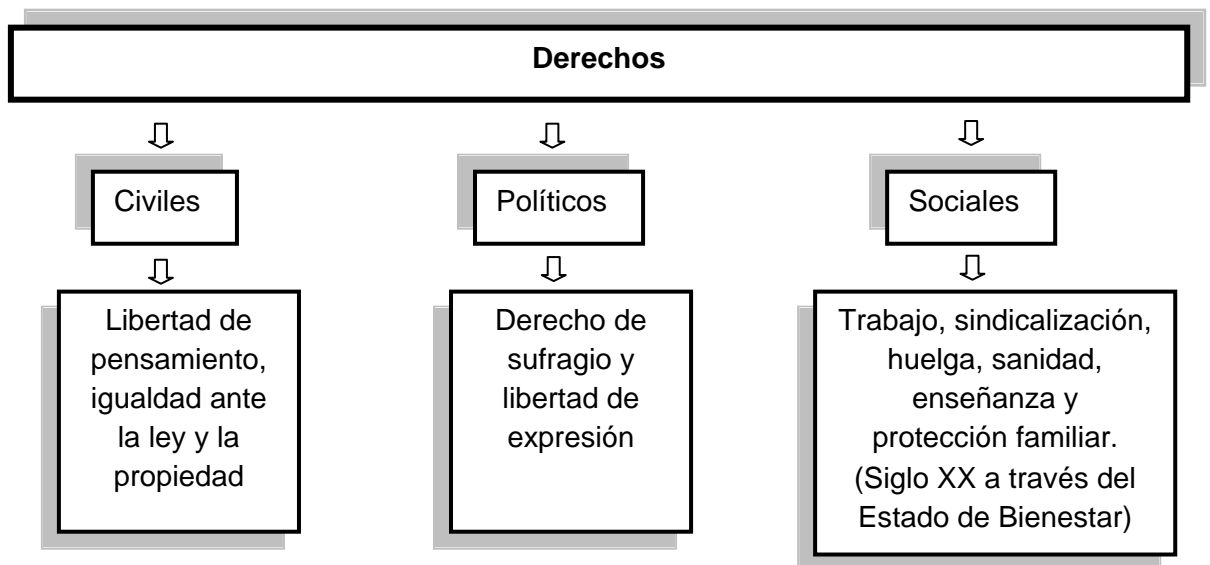 Derechos
Civiles
Políticos
Sociales
Libertad de
pensamiento,
igualdad ante
la ley y la
propiedad
Derecho de
sufragio y
libertad de
expresión
Trabajo, sindicalización,
huelga, sanidad,
enseñanza y
protección familiar.
(Siglo XX a través del
Estado de Bienestar)